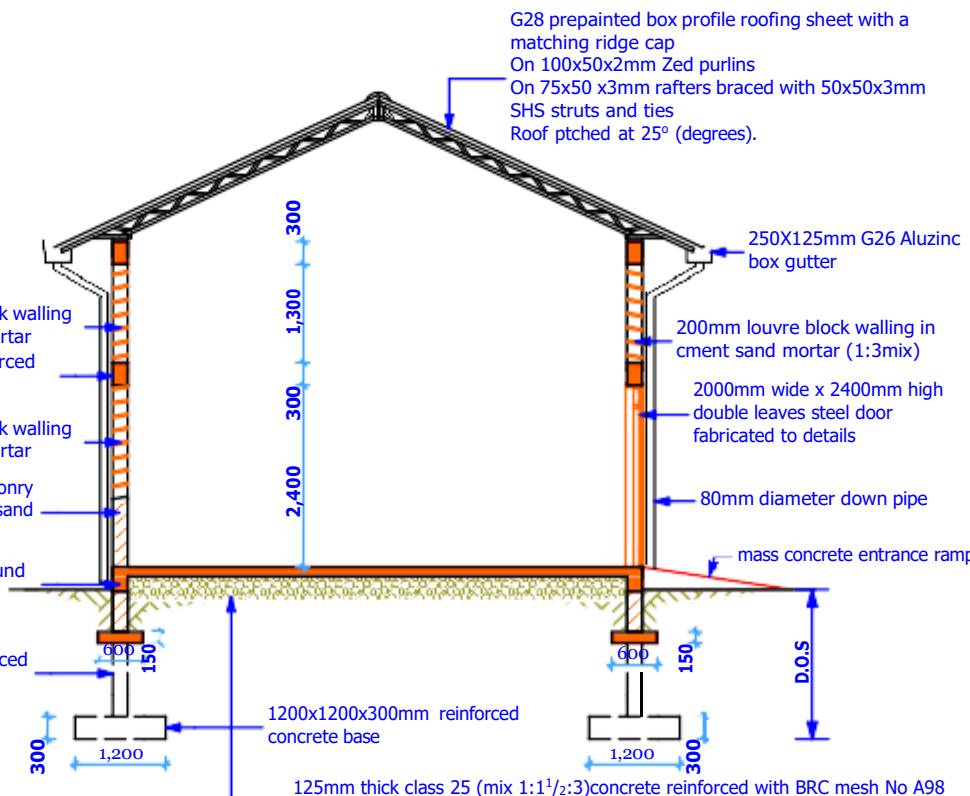 G28 prepainted box profile roofing sheet with a
matching ridge cap
On 100x50x2mm Zed purlins
On 75x50 x3mm rafters braced with 50x50x3mm
SHS struts and ties
Roof ptched at 25⁰ (degrees).
300
250X125mm G26 Aluzinc
box gutter
k walling
rtar
1,300
200mm louvre block walling in
cment sand mortar (1:3mix)
rced
300
2000mm wide x 2400mm high
double leaves steel door
fabricated to details
k walling
rtar
2,400
onry
sand
80mm diameter down pipe
mass concrete entrance ramp
und
600
150
600
150
D.O.S
ced
1200x1200x300mm reinforced
concrete base
300
1,200
1,200
300
125mm thick class 25 (mix 1:1¹/₂:3)concrete reinforced with BRC mesh No A98